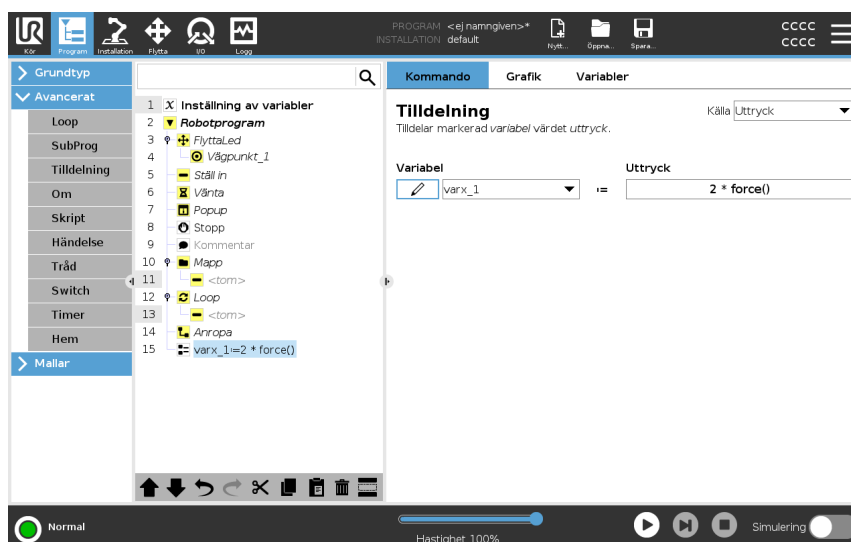 PROGRAM <ej namngiven>*
INSTALLATION default
CCCC
CCCC
Kör
Program
Installation
Flytta
I/O
Logg
Nytt...
Öppna...
Spara...
Grundtyp
Avancerat
Loop
SubProg
Tilldelning
Om
Skript
Händelse
Tråd
Switch
Timer
Hem
Mallar
1 X Inställning av variabler
2 Robotprogram
3 FlyttaLed
4 Vägpunkt_1
5 Ställ in
6 Vänta
7 Popup
8 Stopp
9 Kommentar
10 Mapp
11 <tom>
12 Loop
13 <tom>
14 Anropa
15 varx_1:=2 * force()
Kommando
Grafik
Variabler
Tilldelning
Tilldelar markerad variabel värdet uttryck.
Källa Uttryck
Variabel
Uttryck
varx_1 := 2 * force()
Normal
Hastighet 100%
Simulering